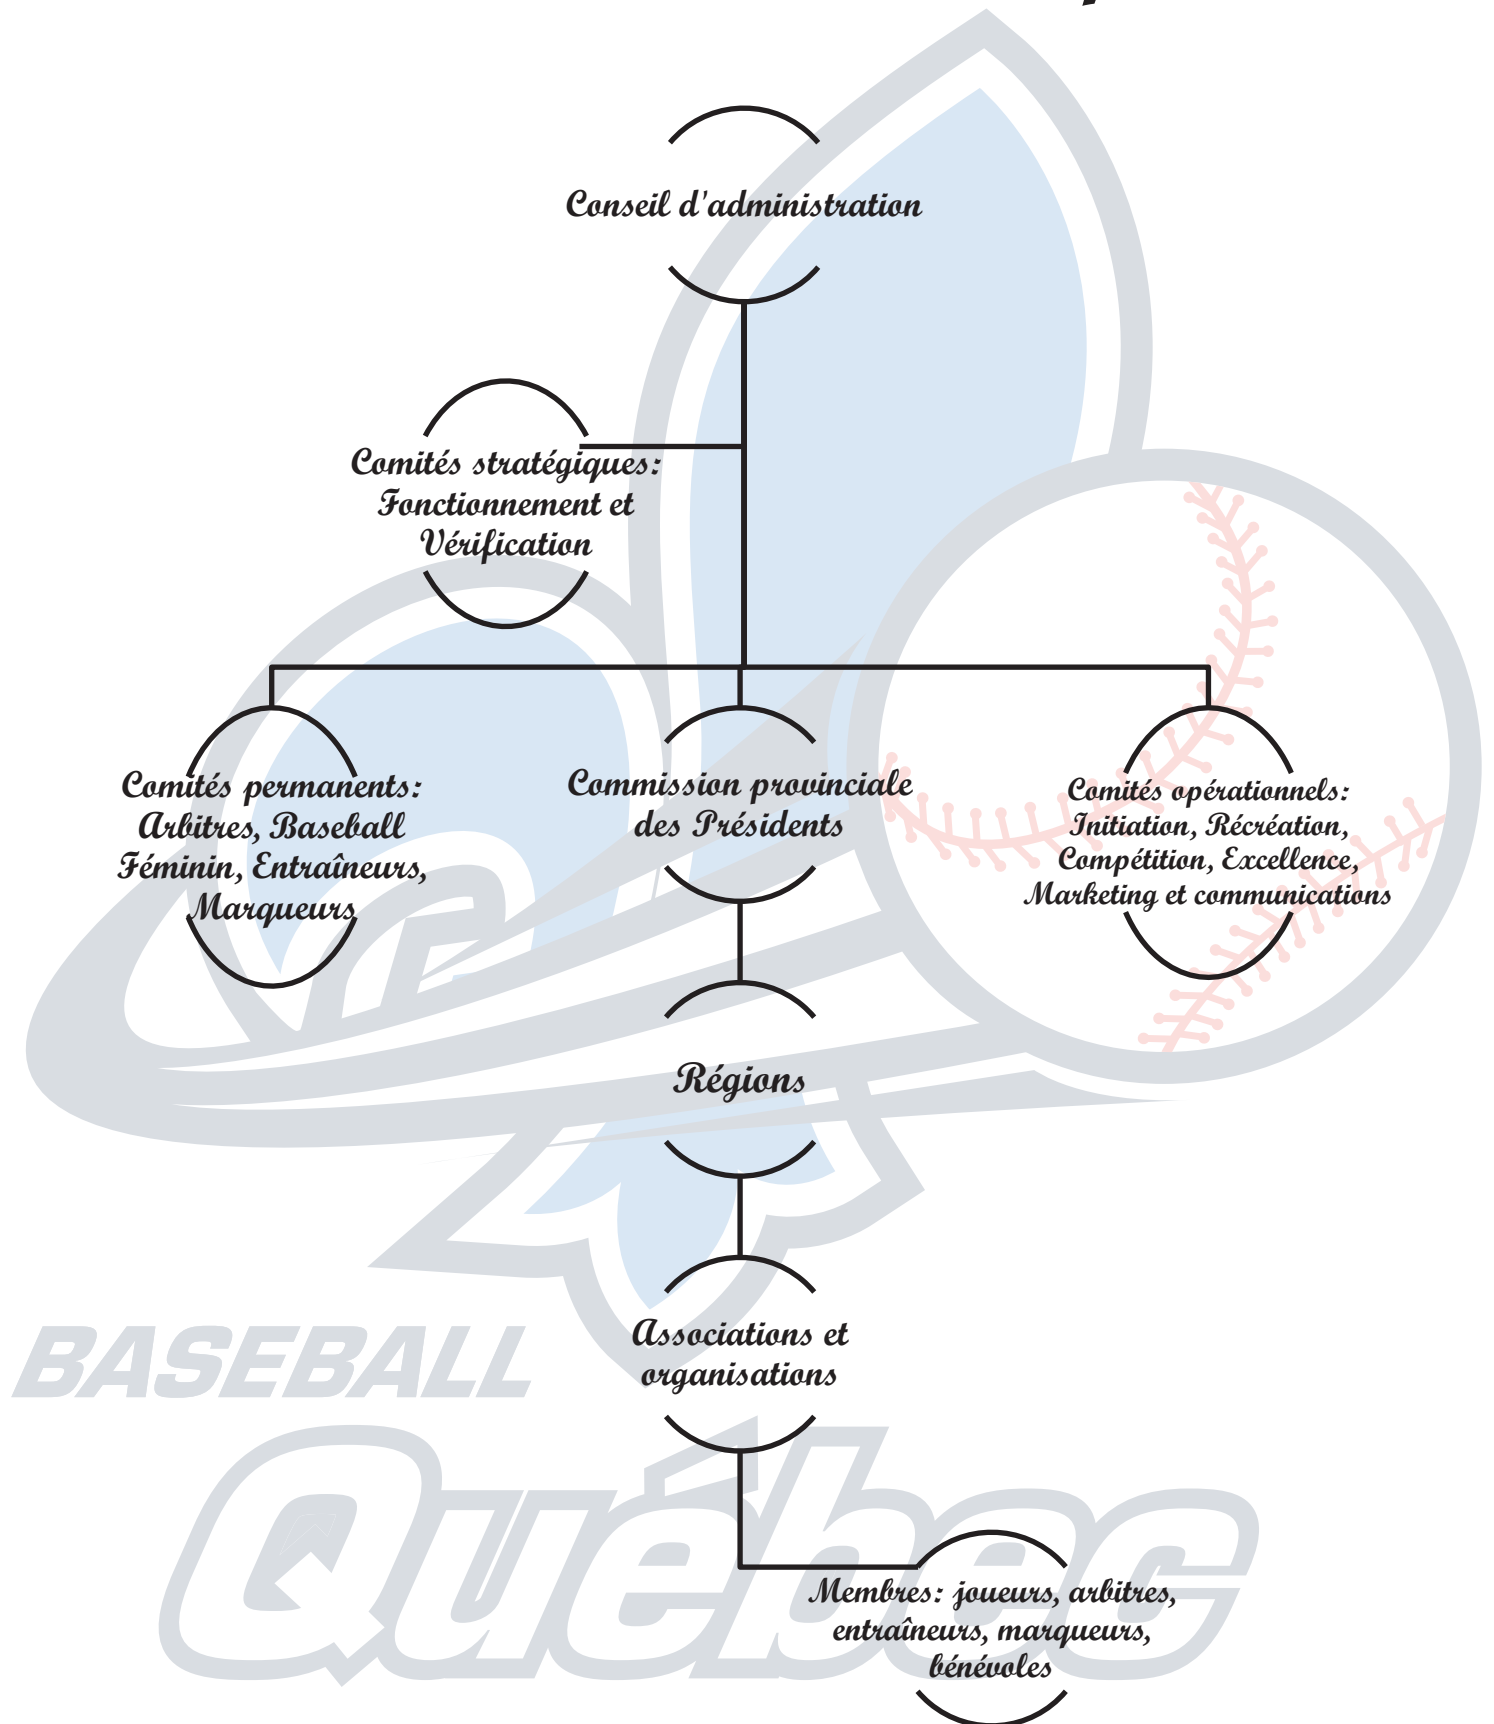 Conseil d'administration
Comités stratégiques:
Fonctionnement et
Vérification
Comités permanents:
Arbitres, Baseball
Féminin, Entraîneurs,
Marqueurs
Commission provinciale
des Présidents
Comités opérationnels:
Initiation, Récréation,
Compétition, Excellence,
Marketing et communications
Régions
Associations et
organisations
Membres: joueurs, arbitres,
entraîneurs, marqueurs,
bénévoles
BASEBALL
Québec